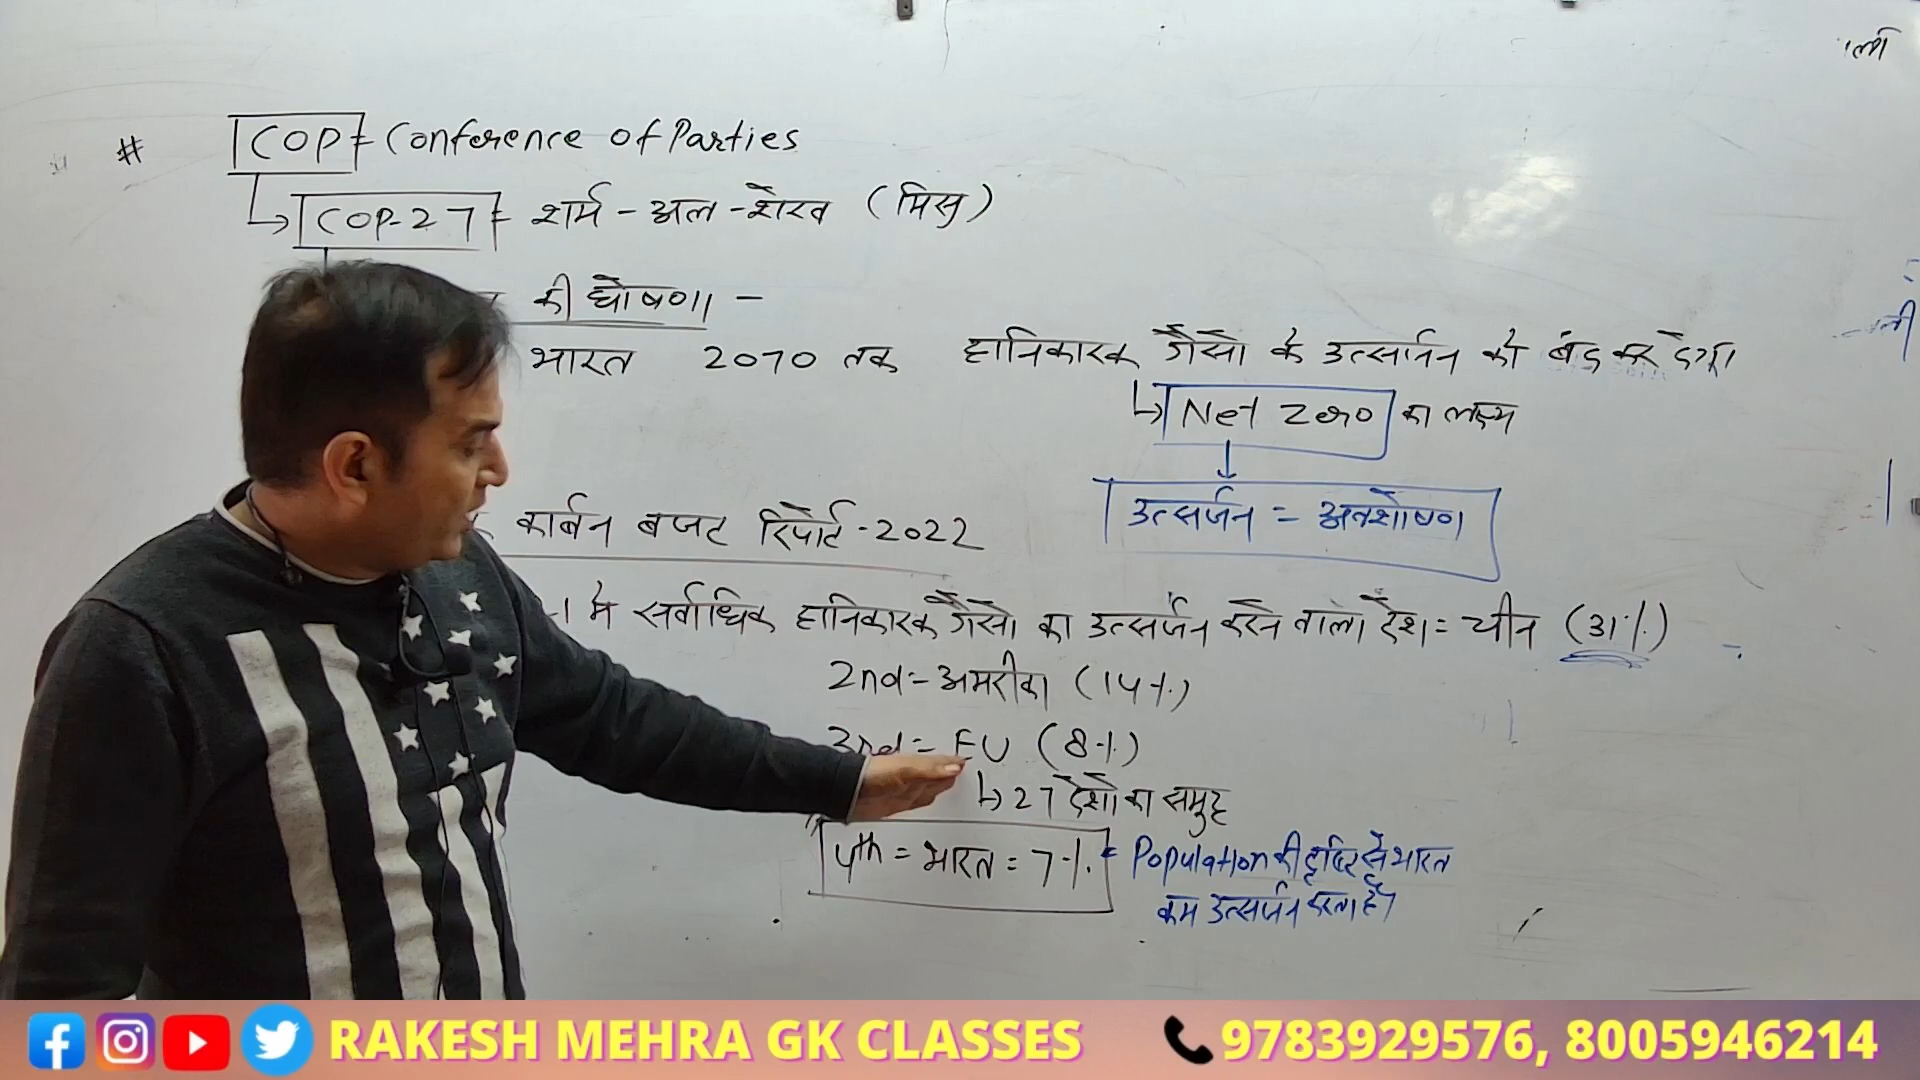 # COP = Conference of Parties
COP-27 = शर्म - अल - शेख (मिस्र)
की घोषणा -
भारत 2070 तक हानिकारक गैसों के उत्सर्जन को बंद कर देगा
Net Zero का लक्ष्य
उत्सर्जन = अवशोषण
कार्बन बजट रिपोर्ट - 2022
में सर्वाधिक हानिकारक गैसों का उत्सर्जन करने वाला देश = चीन (31%)
2nd = अमरीका (14%)
3rd = EU (8%)
27 देशों का समूह
4th = भारत = 7% = Population की दृष्टि से भारत
कम उत्सर्जन करता है
RAKESH MEHRA GK CLASSES 9783929576, 8005946214